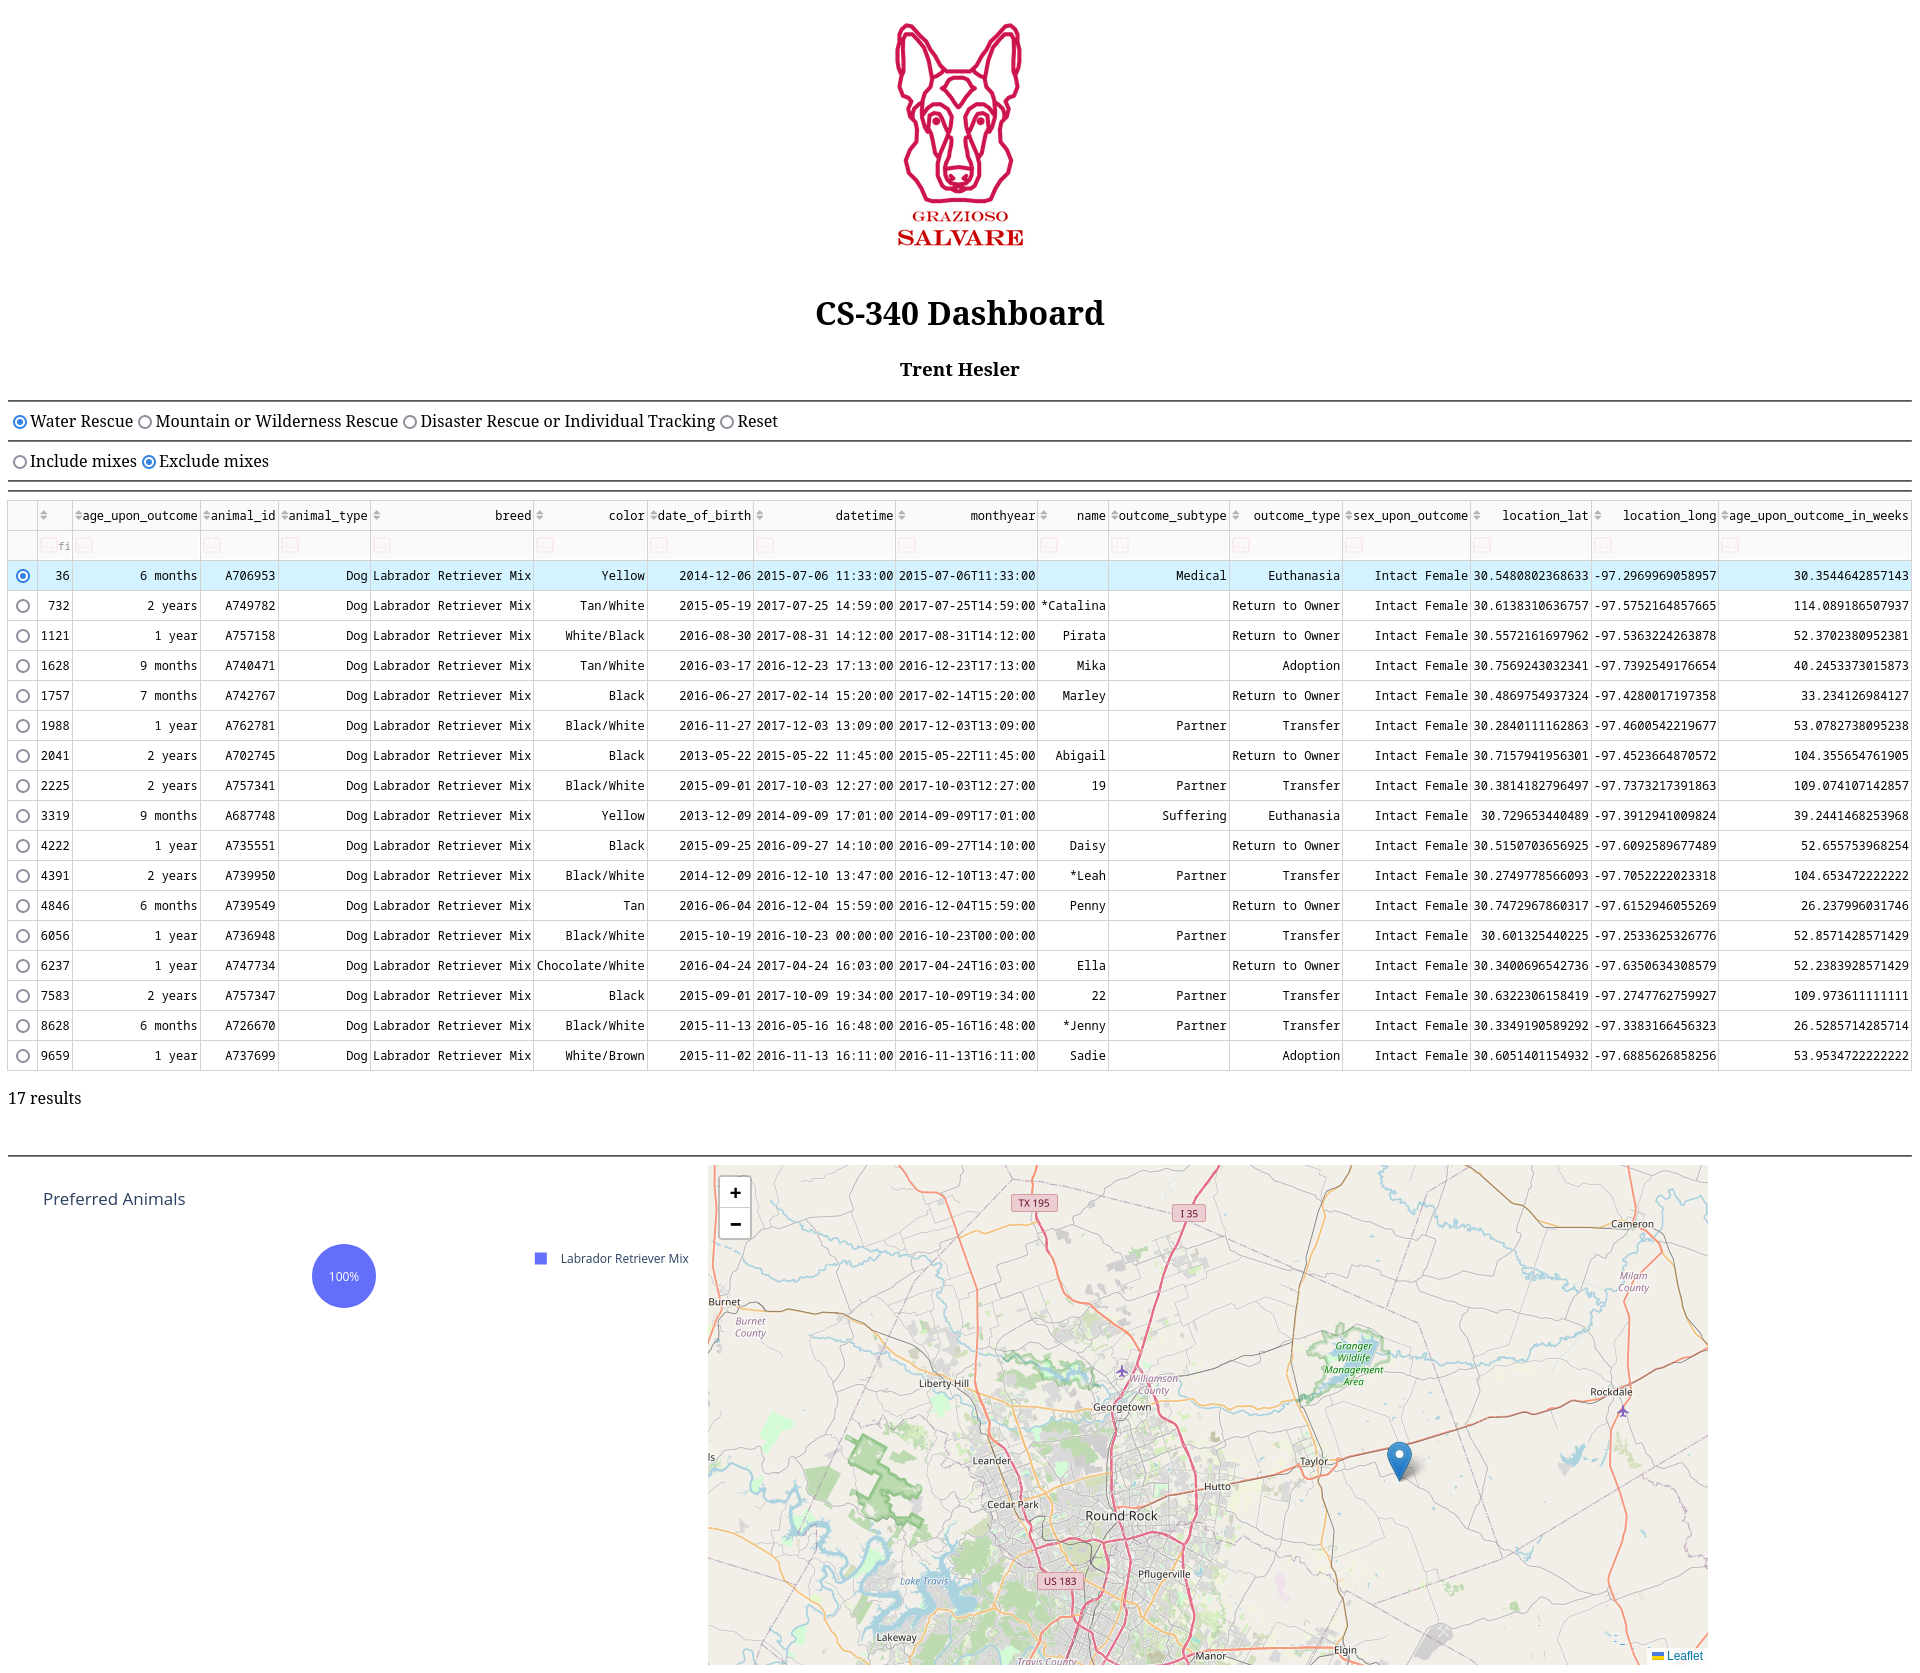 GRAZIOSO
SALVARE
CS-340 Dashboard
Trent Hesler
Water Rescue Mountain or Wilderness Rescue Disaster Rescue or Individual Tracking Reset
Include mixes Exclude mixes
age_upon_outcome animal_id animal_type breed color date_of_birth datetime monthyear name outcome_subtype outcome_type sex_upon_outcome location_lat location_long age_upon_outcome_in_weeks
Aa fi Aa Aa Aa Aa Aa Aa Aa Aa Aa Aa Aa Aa Aa Aa Aa
36 6 months A706953 Dog Labrador Retriever Mix Yellow 2014-12-06 2015-07-06 11:33:00 2015-07-06T11:33:00 Medical Euthanasia Intact Female 30.5480802368633 -97.2969969058957 30.3544642857143
732 2 years A749782 Dog Labrador Retriever Mix Tan/White 2015-05-19 2017-07-25 14:59:00 2017-07-25T14:59:00 *Catalina Return to Owner Intact Female 30.6138310636757 -97.5752164857665 114.089186507937
1121 1 year A757158 Dog Labrador Retriever Mix White/Black 2016-08-30 2017-08-31 14:12:00 2017-08-31T14:12:00 Pirata Return to Owner Intact Female 30.5572161697962 -97.5363224263878 52.3702380952381
1628 9 months A740471 Dog Labrador Retriever Mix Tan/White 2016-03-17 2016-12-23 17:13:00 2016-12-23T17:13:00 Mika Adoption Intact Female 30.7569243032341 -97.7392549176654 40.2453373015873
1757 7 months A742767 Dog Labrador Retriever Mix Black 2016-06-27 2017-02-14 15:20:00 2017-02-14T15:20:00 Marley Return to Owner Intact Female 30.4869754937324 -97.4280017197358 33.234126984127
1988 1 year A762781 Dog Labrador Retriever Mix Black/White 2016-11-27 2017-12-03 13:09:00 2017-12-03T13:09:00 Partner Transfer Intact Female 30.2840111162863 -97.4600542219677 53.0782738095238
2041 2 years A702745 Dog Labrador Retriever Mix Black 2013-05-22 2015-05-22 11:45:00 2015-05-22T11:45:00 Abigail Return to Owner Intact Female 30.7157941956301 -97.4523664870572 104.355654761905
2225 2 years A757341 Dog Labrador Retriever Mix Black/White 2015-09-01 2017-10-03 12:27:00 2017-10-03T12:27:00 19 Partner Transfer Intact Female 30.3814182796497 -97.7373217391863 109.074107142857
3319 9 months A687748 Dog Labrador Retriever Mix Yellow 2013-12-09 2014-09-09 17:01:00 2014-09-09T17:01:00 Suffering Euthanasia Intact Female 30.729653440489 -97.3912941009824 39.2441468253968
4222 1 year A735551 Dog Labrador Retriever Mix Black 2015-09-25 2016-09-27 14:10:00 2016-09-27T14:10:00 Daisy Return to Owner Intact Female 30.5150703656925 -97.6092589677489 52.655753968254
4391 2 years A739950 Dog Labrador Retriever Mix Black/White 2014-12-09 2016-12-10 13:47:00 2016-12-10T13:47:00 *Leah Partner Transfer Intact Female 30.2749778566093 -97.7052222023318 104.653472222222
4846 6 months A739549 Dog Labrador Retriever Mix Tan 2016-06-04 2016-12-04 15:59:00 2016-12-04T15:59:00 Penny Return to Owner Intact Female 30.7472967860317 -97.6152946055269 26.237996031746
6056 1 year A736948 Dog Labrador Retriever Mix Black/White 2015-10-19 2016-10-23 00:00:00 2016-10-23T00:00:00 Partner Transfer Intact Female 30.601325440225 -97.2533625326776 52.8571428571429
6237 1 year A747734 Dog Labrador Retriever Mix Chocolate/White 2016-04-24 2017-04-24 16:03:00 2017-04-24T16:03:00 Ella Return to Owner Intact Female 30.3400696542736 -97.6350634308579 52.2383928571429
7583 2 years A757347 Dog Labrador Retriever Mix Black 2015-09-01 2017-10-09 19:34:00 2017-10-09T19:34:00 22 Partner Transfer Intact Female 30.6322306158419 -97.2747762759927 109.973611111111
8628 6 months A726670 Dog Labrador Retriever Mix Black/White 2015-11-13 2016-05-16 16:48:00 2016-05-16T16:48:00 *Jenny Partner Transfer Intact Female 30.3349190589292 -97.3383166456323 26.5285714285714
9659 1 year A737699 Dog Labrador Retriever Mix White/Brown 2015-11-02 2016-11-13 16:11:00 2016-11-13T16:11:00 Sadie Adoption Intact Female 30.6051401154932 -97.6885626858256 53.9534722222222
17 results
Preferred Animals
100%
Labrador Retriever Mix
+
−
TX 195
I 35
Cameron
Milam
County
Burnet
Burnet
County
Granger
Wildlife
Management
Area
Liberty Hill
Williamson
County
Rockdale
Georgetown
ls
Leander
Taylor
Hutto
Cedar Park
Round Rock
Pflugerville
Lake Travis
US 183
Lakeway
Elgin
Manor
Travis County
Leaflet